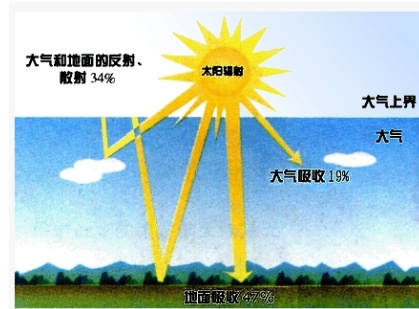 大气和地面的反射、
散射 34%
太阳辐射
大气上界
大气
大气吸收 19%
地面吸收 47%